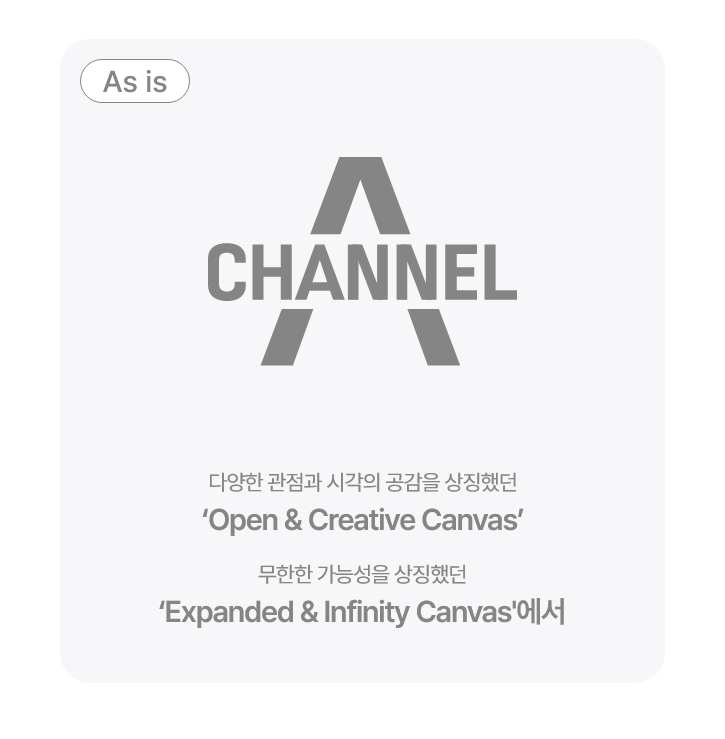 As is
A
CHANNEL
다양한 관점과 시각의 공감을 상징했던
‘Open & Creative Canvas’
무한한 가능성을 상징했던
‘Expanded & Infinity Canvas'에서